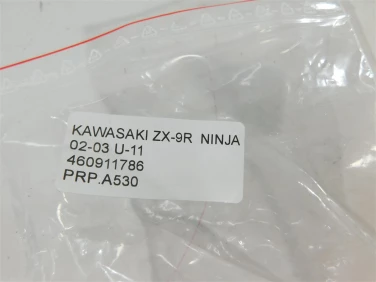 KAWASAKI ZX-9R NINJA
02-03 U-11
460911786
PRP.A530